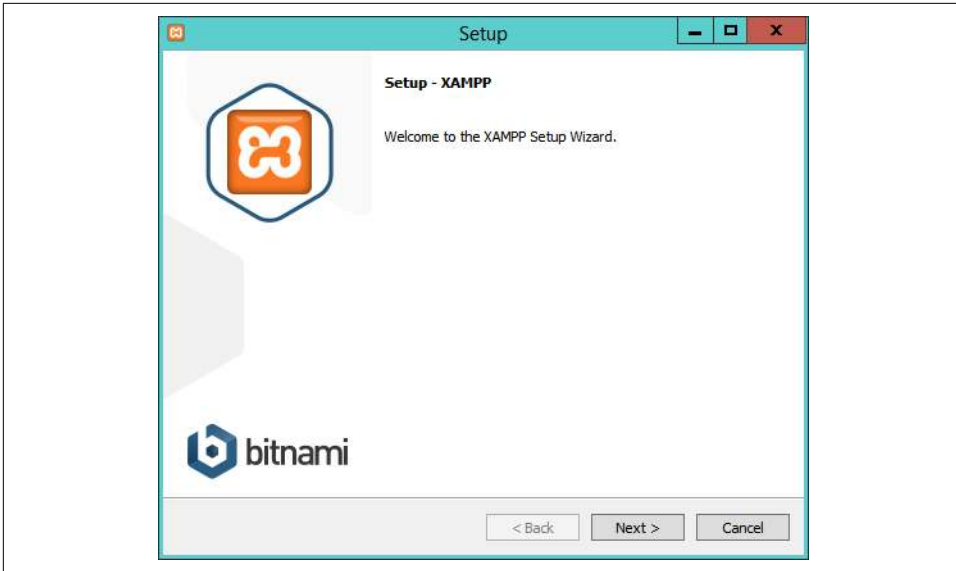 Setup
Setup - XAMPP
Welcome to the XAMPP Setup Wizard.
bitnami
< Back Next > Cancel